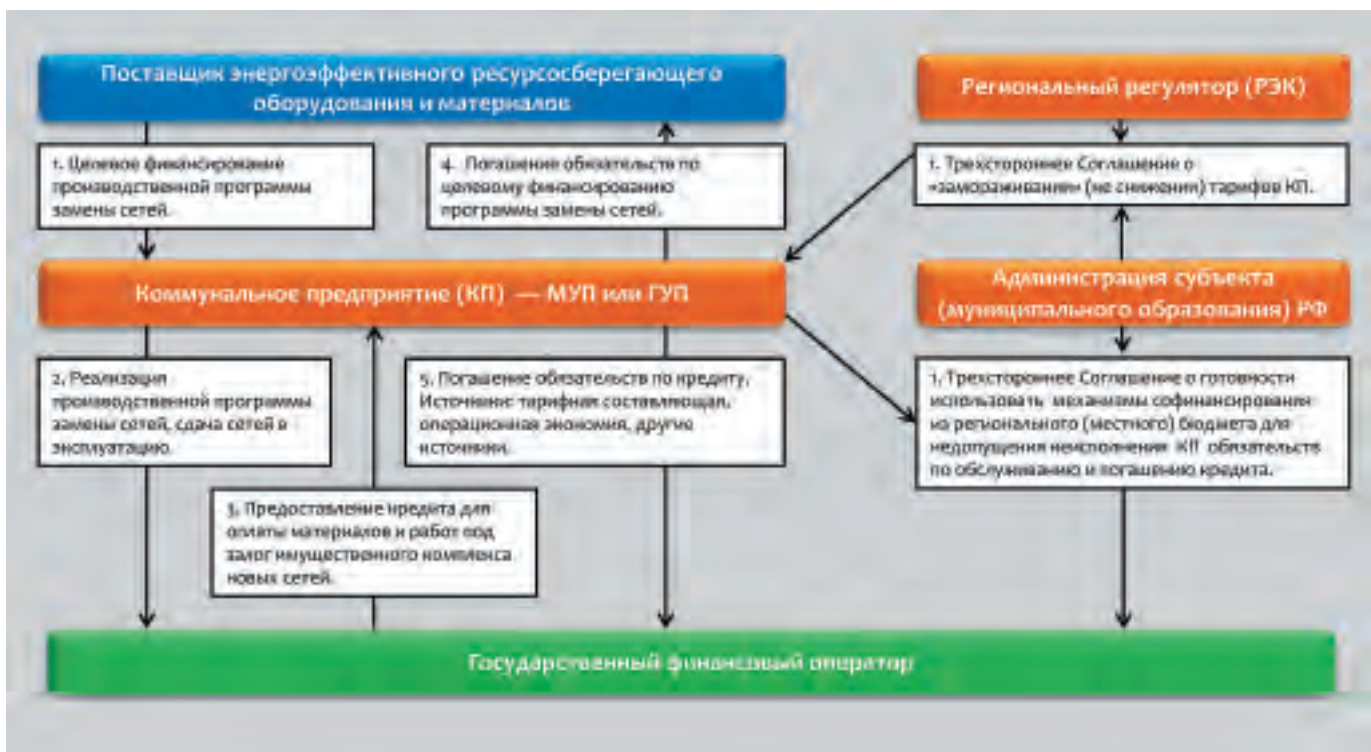 Поставщик энергоэффективного ресурсосберегающего
оборудования и материалов
Региональный регулятор (РЭК)
1. Целевое финансирование
производственной программы
замены сетей.
4. Погашение обязательств по
целевому финансированию
программы замены сетей.
1. Трехстороннее Соглашение о
«замораживании» (не снижении) тарифов КП.
Коммунальное предприятие (КП) — МУП или ГУП
Администрация субъекта
(муниципального образования) РФ
2. Реализация
производственной программы
замены сетей, сдача сетей в
эксплуатацию.
5. Погашение обязательств по кредиту.
Источники: тарифная составляющая,
операционная экономия, другие
источники.
1. Трехстороннее Соглашение о готовности
использовать механизмы софинансирования
из регионального (местного) бюджета для
недопущения неисполнения КП обязательств
по обслуживанию и погашению кредита.
3. Предоставление кредита для
оплаты материалов и работ под
залог имущественного комплекса
новых сетей.
Государственный финансовый оператор